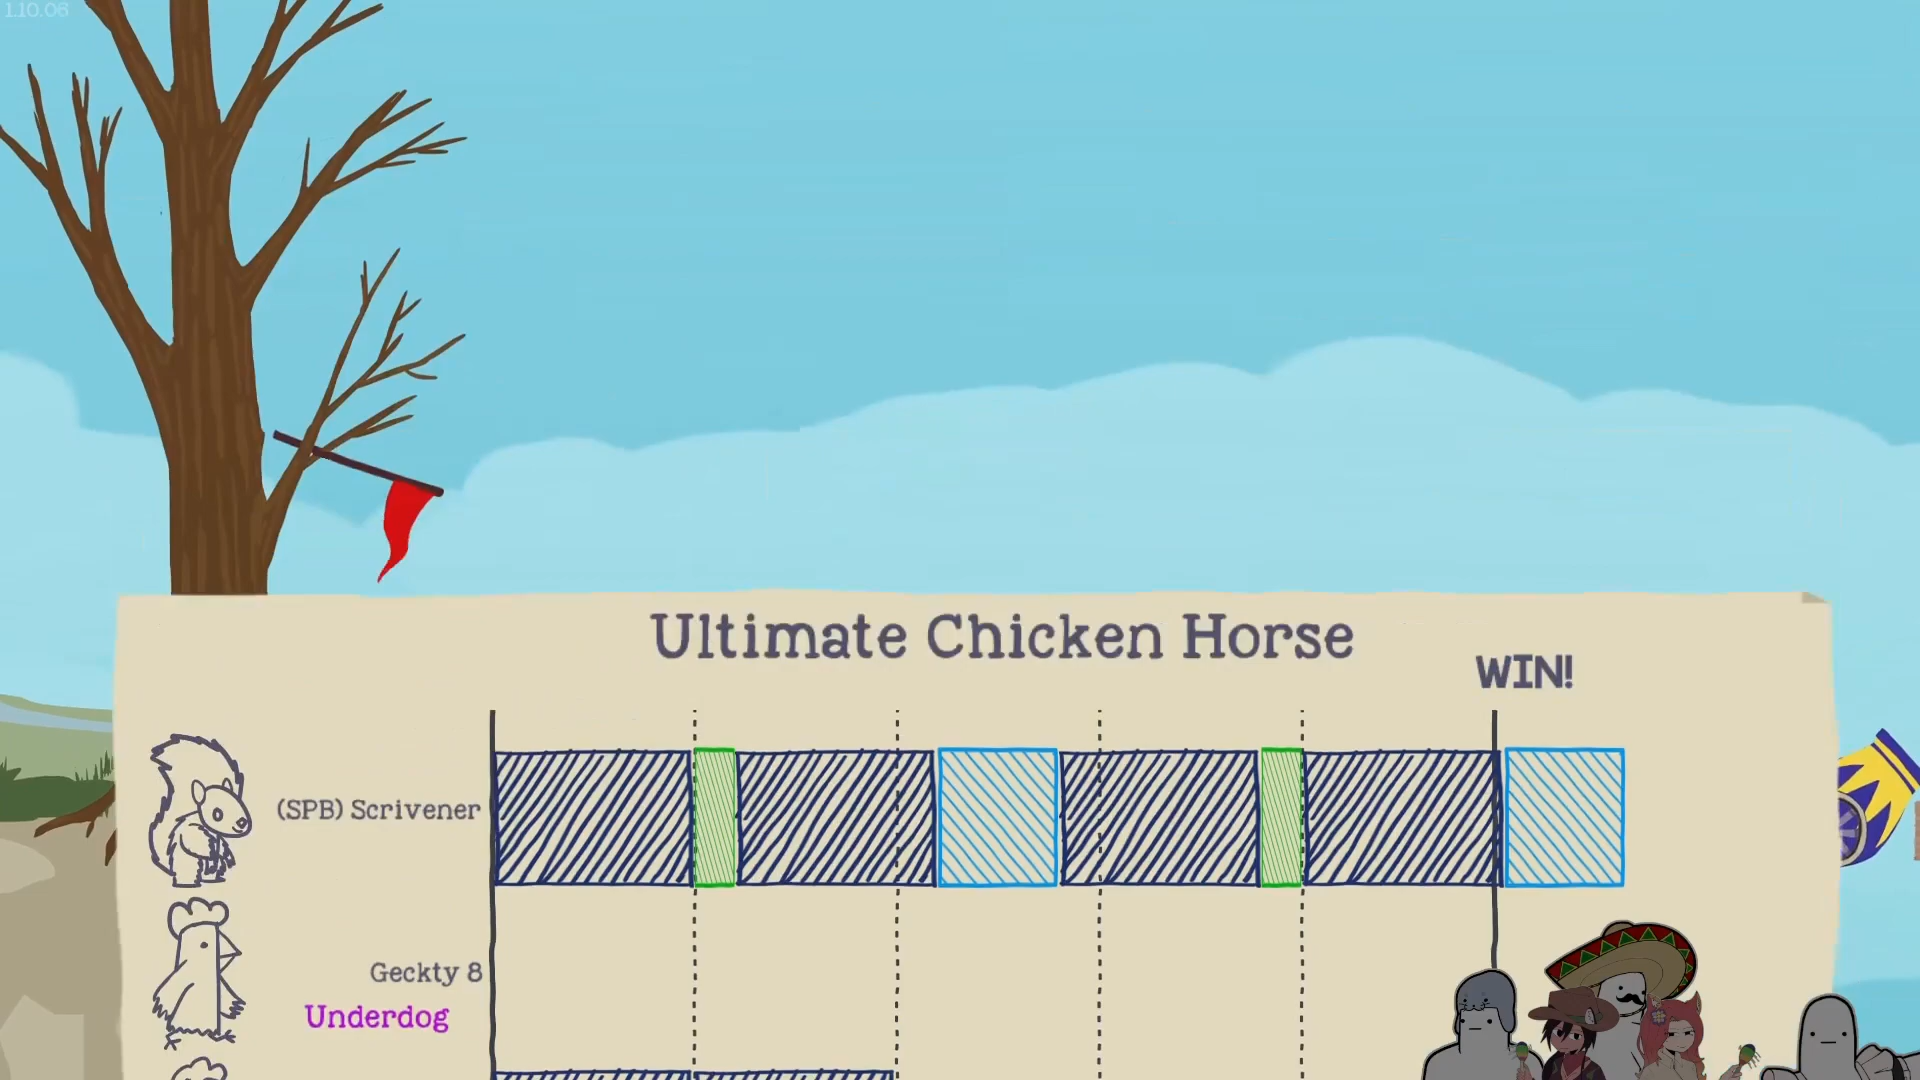 1.10.06
Ultimate Chicken Horse
WIN!
(SPB) Scrivener
Geckty 8
Underdog